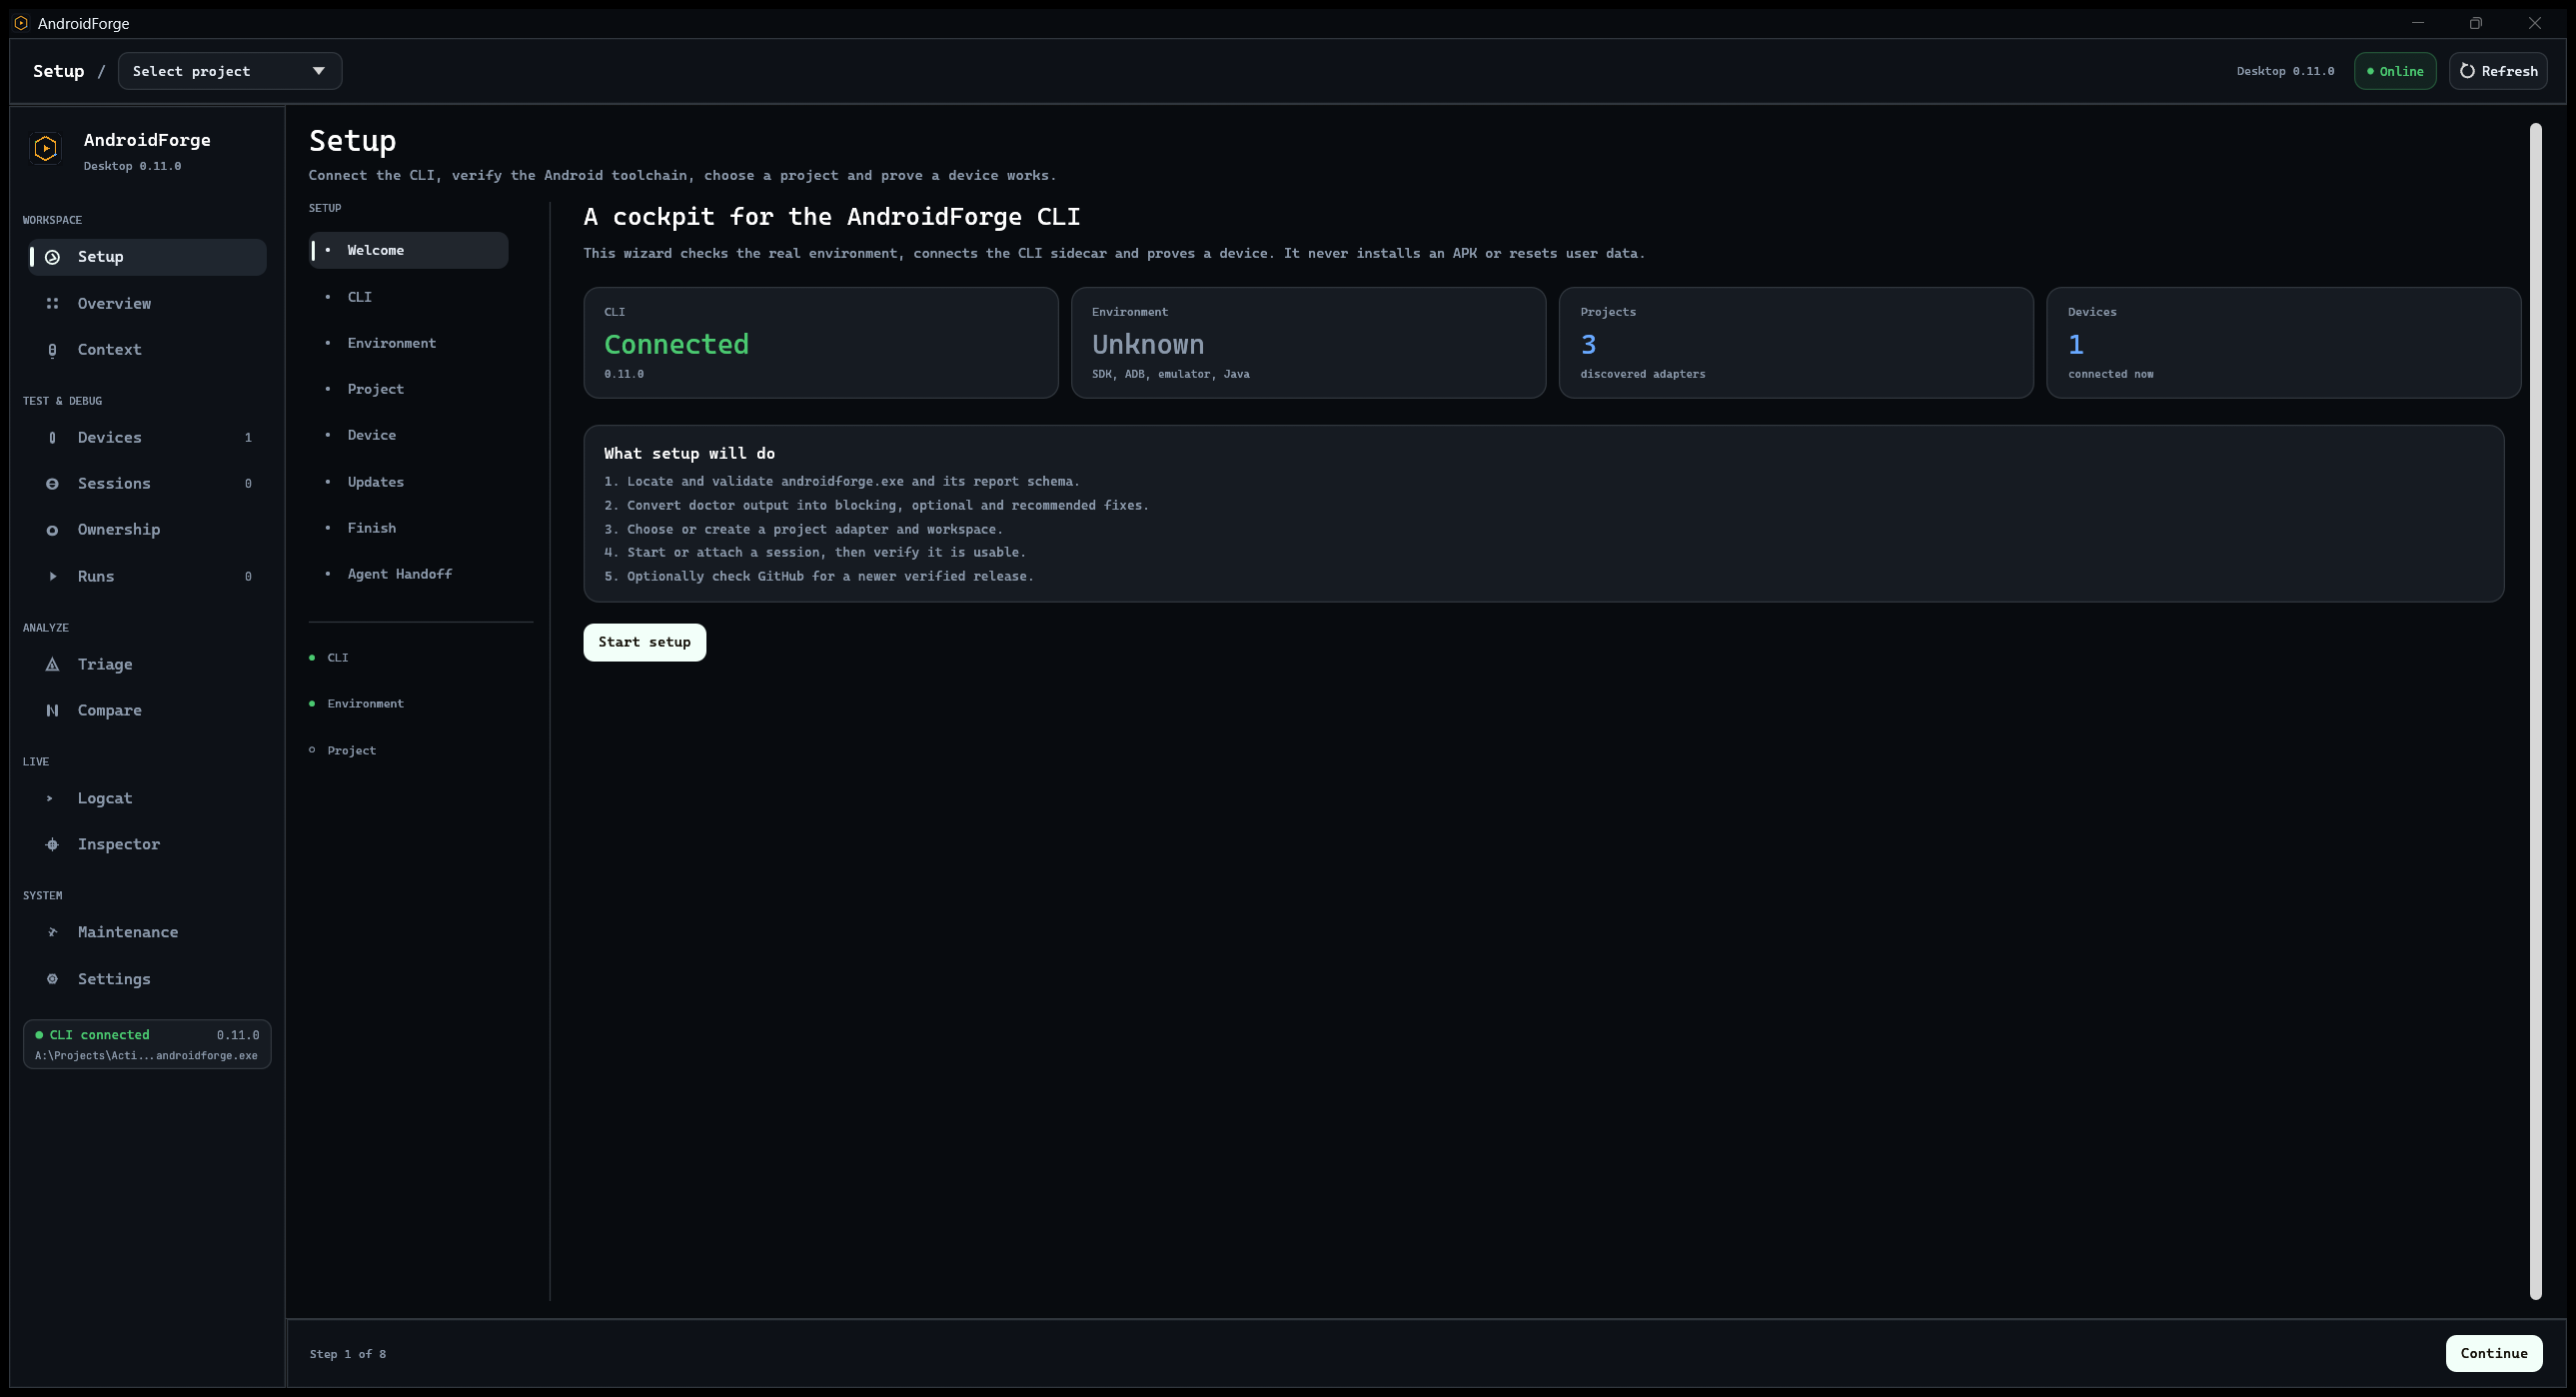 AndroidForge
Setup / Select project
Desktop 0.11.0
Online
Refresh
AndroidForge
Desktop 0.11.0
WORKSPACE
Setup
Overview
Context
TEST & DEBUG
Devices 1
Sessions 0
Ownership
Runs 0
ANALYZE
Triage
Compare
LIVE
Logcat
Inspector
SYSTEM
Maintenance
Settings
CLI connected 0.11.0
A:\Projects\Acti...androidforge.exe
Setup
Connect the CLI, verify the Android toolchain, choose a project and prove a device works.
SETUP
Welcome
CLI
Environment
Project
Device
Updates
Finish
Agent Handoff
CLI
Environment
Project
A cockpit for the AndroidForge CLI
This wizard checks the real environment, connects the CLI sidecar and proves a device. It never installs an APK or resets user data.
CLI
Connected
0.11.0
Environment
Unknown
SDK, ADB, emulator, Java
Projects
3
discovered adapters
Devices
1
connected now
What setup will do
1. Locate and validate androidforge.exe and its report schema.
2. Convert doctor output into blocking, optional and recommended fixes.
3. Choose or create a project adapter and workspace.
4. Start or attach a session, then verify it is usable.
5. Optionally check GitHub for a newer verified release.
Start setup
Step 1 of 8
Continue